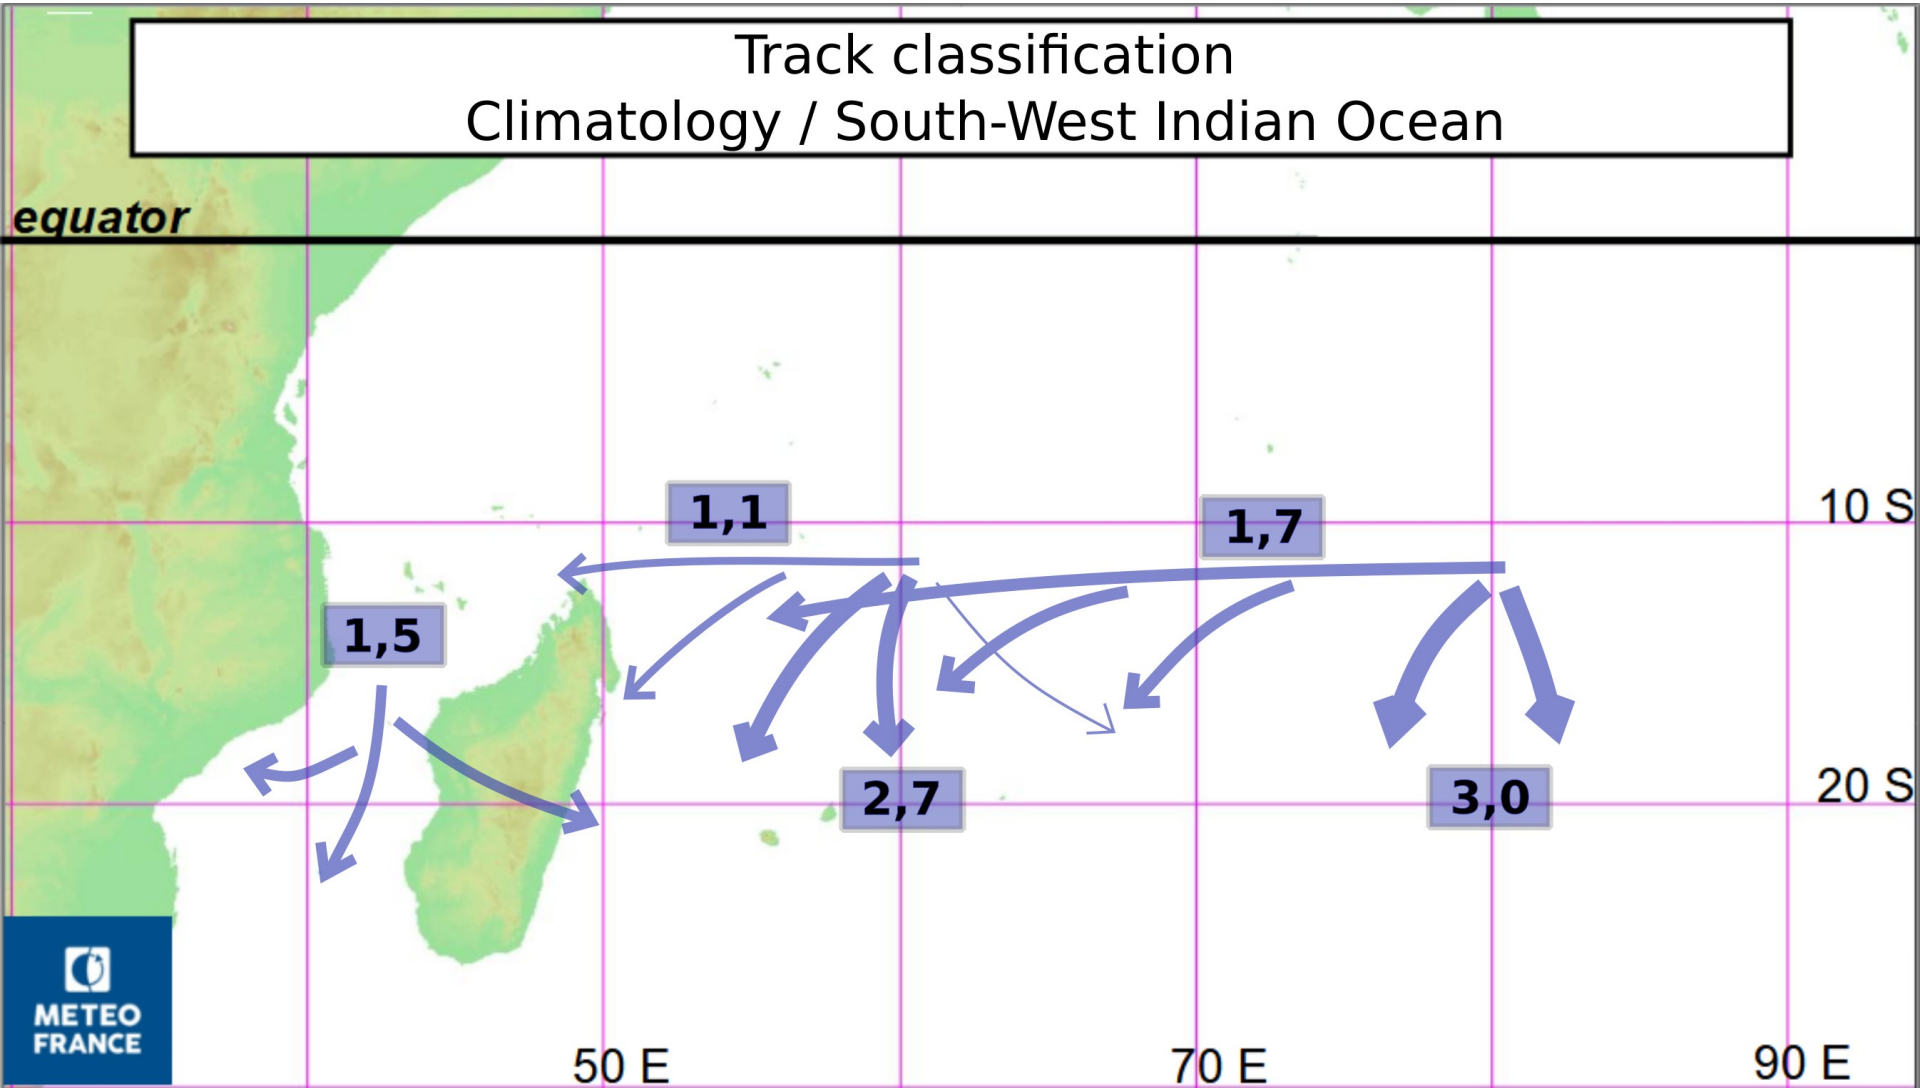 Track classification
Climatology / South-West Indian Ocean
equator
10 S
1,1
1,7
1,5
20 S
2,7
3,0
METEO
FRANCE
50 E
70 E
90 E